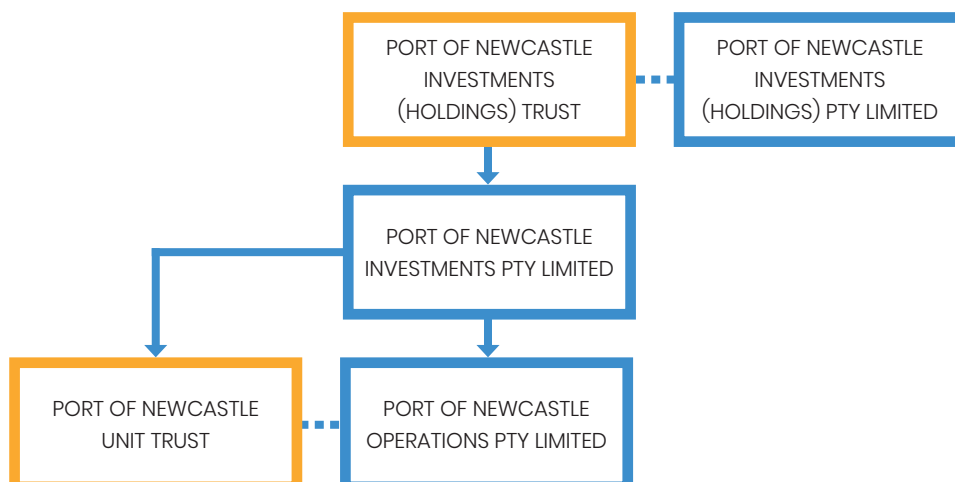 PORT OF NEWCASTLE
INVESTMENTS
(HOLDINGS) TRUST
PORT OF NEWCASTLE
INVESTMENTS
(HOLDINGS) PTY LIMITED
PORT OF NEWCASTLE
INVESTMENTS PTY LIMITED
PORT OF NEWCASTLE
UNIT TRUST
PORT OF NEWCASTLE
OPERATIONS PTY LIMITED